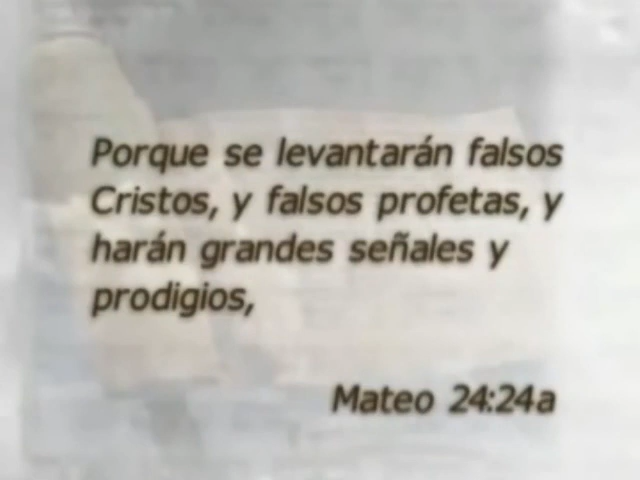 Porque se levantarán falsos
Cristos, y falsos profetas, y
harán grandes señales y
prodigios,
Mateo 24:24a